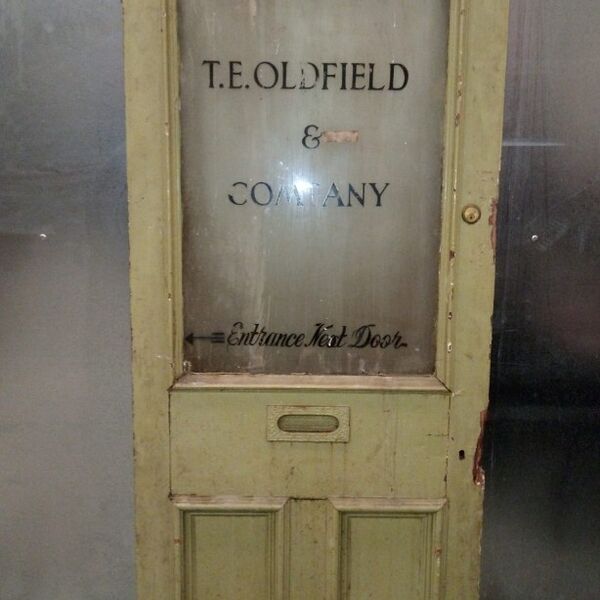 T.E. OLDFIELD
&
COMPANY
Entrance Next Door